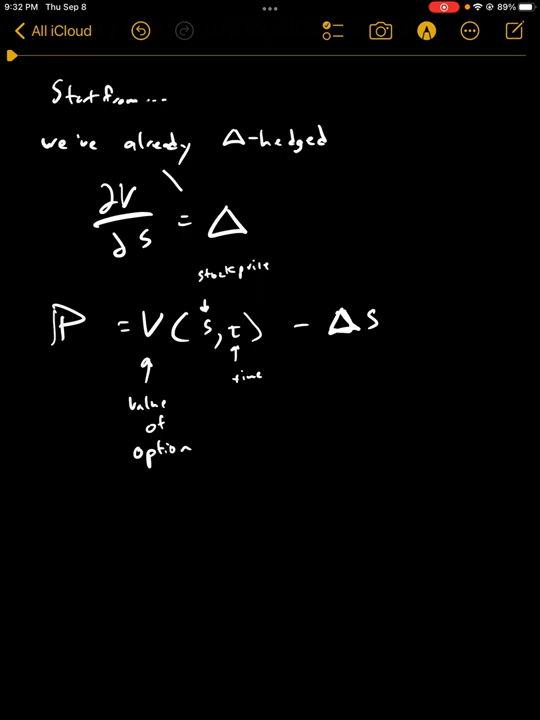 9:32 PM Thu Sep 8 89%
All iCloud
Start from...
we've already Δ-hedged
∂V/∂S = Δ
stock price
P = V(S,t) - ΔS
time
value
of
option